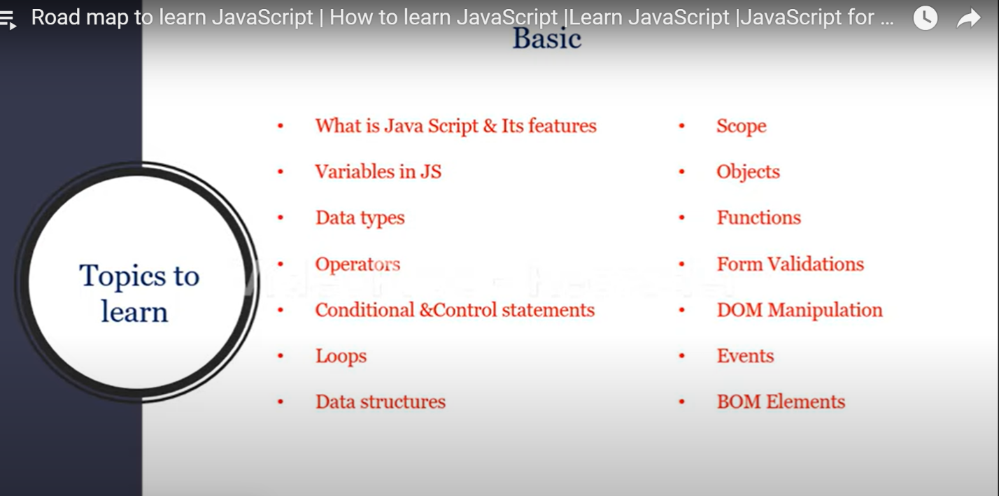 Road map to learn JavaScript | How to learn JavaScript |Learn JavaScript |JavaScript for ...
Basic
Topics to
learn
• What is Java Script & Its features
• Variables in JS
• Data types
• Operators
• Conditional &Control statements
• Loops
• Data structures
• Scope
• Objects
• Functions
• Form Validations
• DOM Manipulation
• Events
• BOM Elements